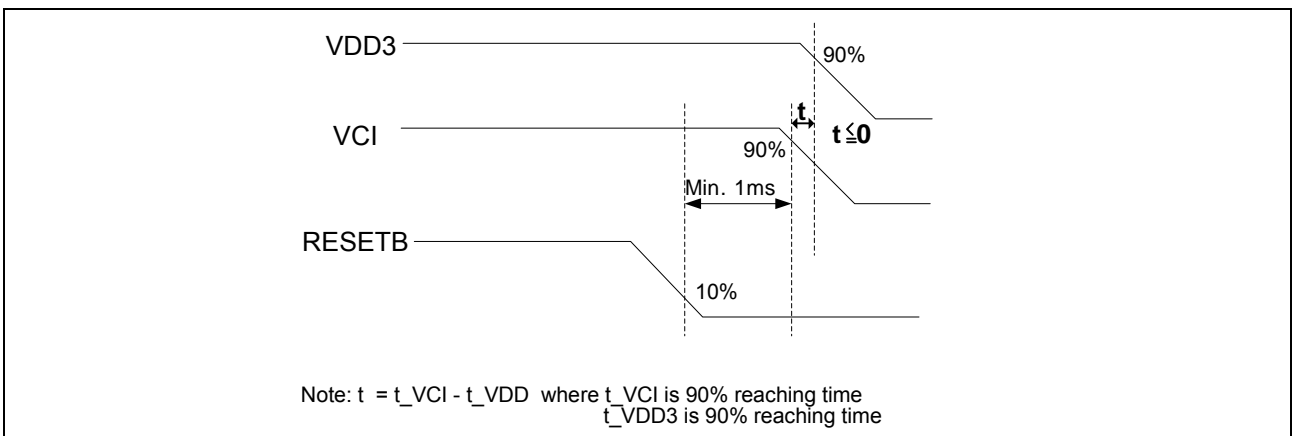 VDD3
90%
t
VCI
t≦0
90%
Min. 1ms
RESETB
10%
Note: t = t_VCI - t_VDD where t_VCI is 90% reaching time
t_VDD3 is 90% reaching time